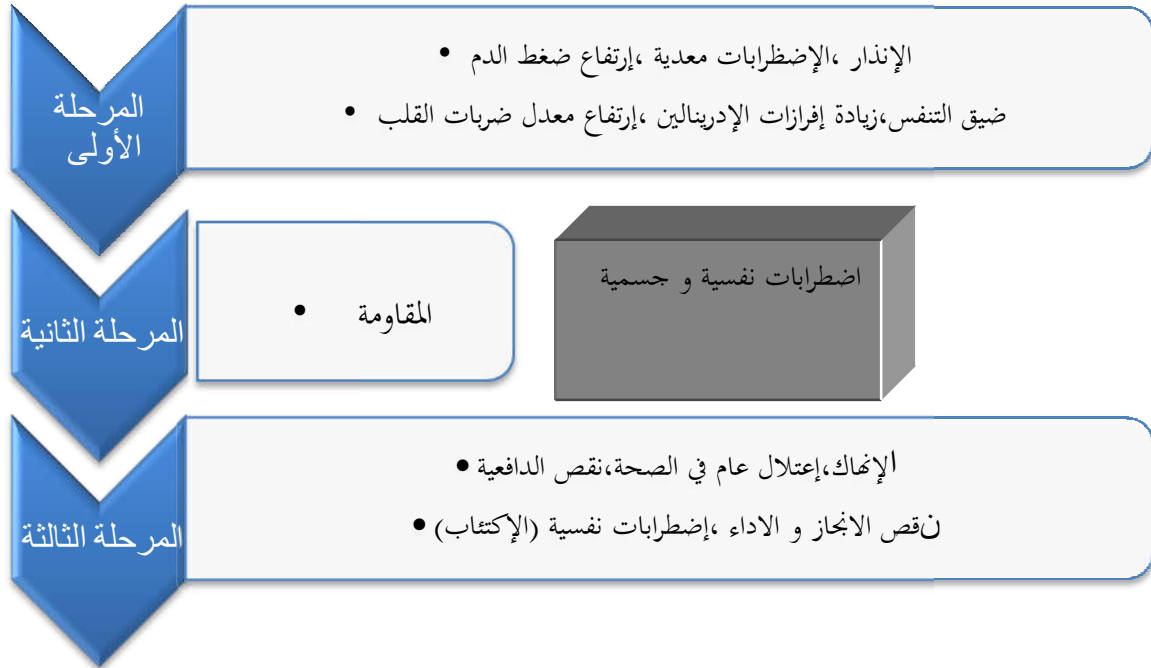 المرحلة
الأولى
الإنذار ،الإضظرابات معدية ،إرتفاع ضغط الدم •
ضيق التنفس،زيادة إفرازات الإدرينالين ،إرتفاع معدل ضربات القلب •
المرحلة الثانية
المقاومة •
اضطرابات نفسية و جسمية
المرحلة الثالثة
الإنهاك،إعتلال عام في الصحة،نقص الدافعية •
نقص الانجاز و الاداء ،إضطرابات نفسية (الإكتئاب) •